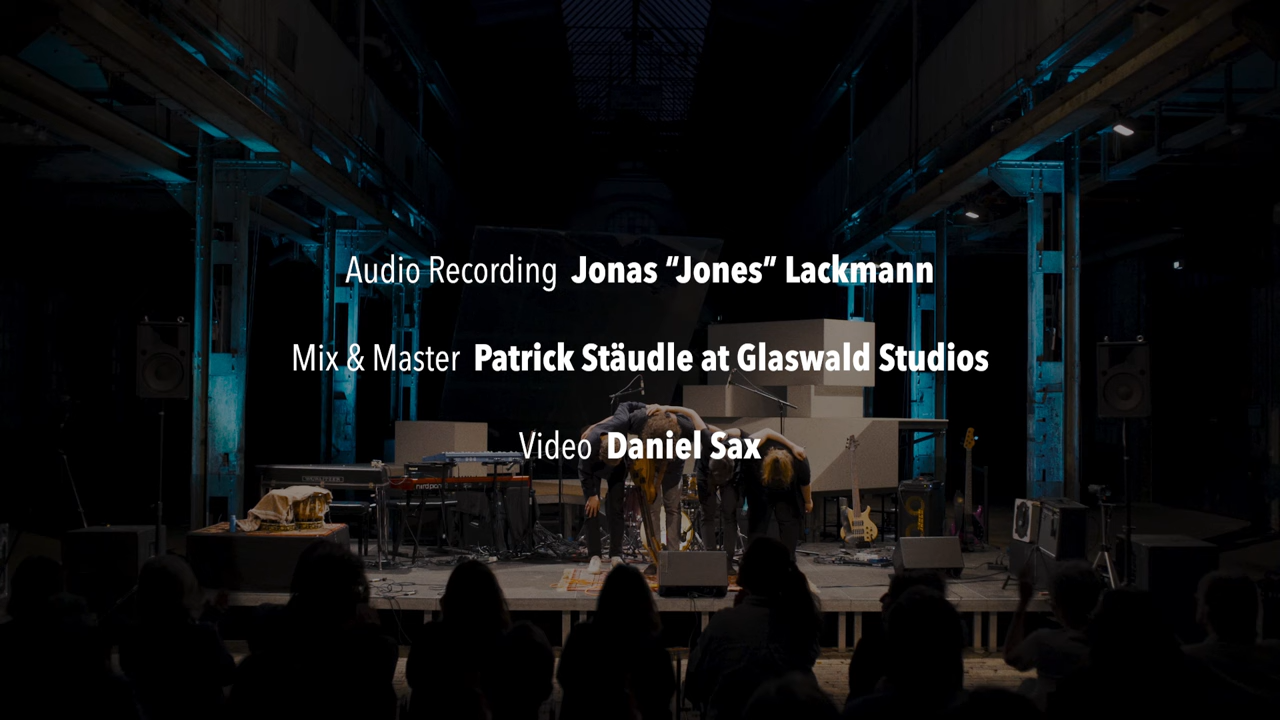 Audio Recording Jonas “Jones” Lackmann
Mix & Master Patrick Stäudle at Glaswald Studios
Video Daniel Sax